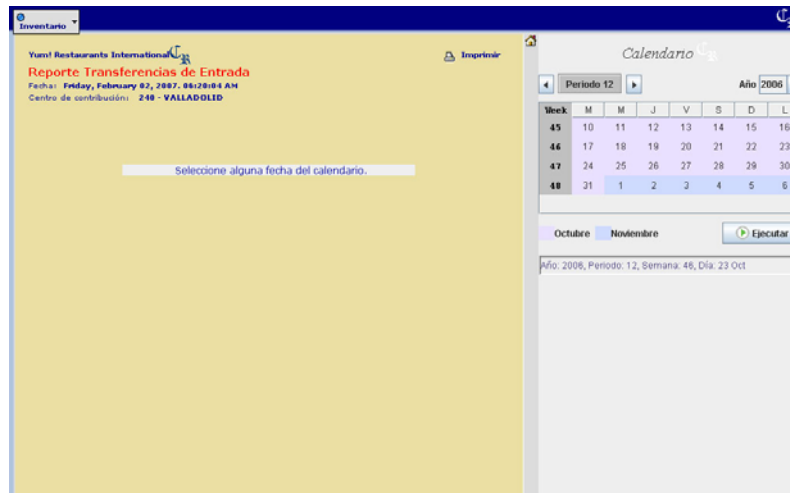 Inventario
Yum! Restaurants International
Reporte Transferencias de Entrada
Fecha: Friday, February 02, 2007. 06:20:04 AM
Centro de contribución: 240 - VALLADOLID
Imprimir
Seleccione alguna fecha del calendario.
Calendario
Periodo 12
Año 2006
Week M M J V S D L
45 10 11 12 13 14 15 16
46 17 18 19 20 21 22 23
47 24 25 26 27 28 29 30
48 31 1 2 3 4 5 6
Octubre Noviembre
Ejecutar
Año: 2006, Periodo: 12, Semana: 46, Día: 23 Oct